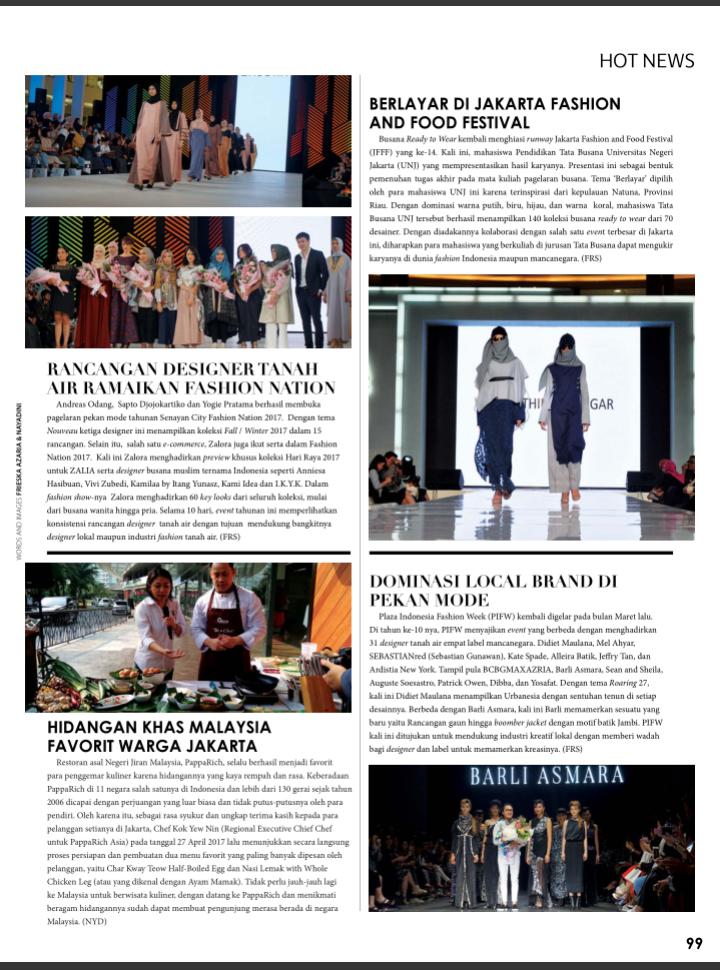 HOT NEWS
RANCANGAN DESIGNER TANAH
AIR RAMAIKAN FASHION NATION
Andreas Odang, Sapto Djojokartiko dan Yogie Pratama berhasil membuka
pagelaran pekan mode tahunan Senayan City Fashion Nation 2017. Dengan tema
Nouveau ketiga designer ini menampilkan koleksi Fall / Winter 2017 dalam 15
rancangan. Selain itu, salah satu e-commerce, Zalora juga ikut serta dalam Fashion
Nation 2017. Kali ini Zalora menghadirkan preview khusus koleksi Hari Raya 2017
untuk ZALIA serta designer busana muslim ternama Indonesia seperti Anniesa
Hasibuan, Vivi Zubedi, Kamilaa by Itang Yunasz, Kami Idea dan I.K.Y.K. Dalam
fashion show-nya Zalora menghadirkan 60 key looks dari seluruh koleksi, mulai
dari busana wanita hingga pria. Selama 10 hari, event tahunan ini memperlihatkan
konsistensi rancangan designer tanah air dengan tujuan mendukung bangkitnya
designer lokal maupun industri fashion tanah air. (FRS)
WORDS AND IMAGES FRIESKA AZARIA & NAYADINI
HIDANGAN KHAS MALAYSIA
FAVORIT WARGA JAKARTA
Restoran asal Negeri Jiran Malaysia, PappaRich, selalu berhasil menjadi favorit
para penggemar kuliner karena hidangannya yang kaya rempah dan rasa. Keberadaan
PappaRich di 11 negara salah satunya di Indonesia dan lebih dari 130 gerai sejak tahun
2006 dicapai dengan perjuangan yang luar biasa dan tidak putus-putusnya oleh para
pendiri. Oleh karena itu, sebagai rasa syukur dan ungkap terima kasih kepada para
pelanggan setianya di Jakarta, Chef Kok Yew Nin (Regional Executive Chief Chef
untuk PappaRich Asia) pada tanggal 27 April 2017 lalu menunjukkan secara langsung
proses persiapan dan pembuatan dua menu favorit yang paling banyak dipesan oleh
pelanggan, yaitu Char Kway Teow Half-Boiled Egg dan Nasi Lemak with Whole
Chicken Leg (atau yang dikenal dengan Ayam Mamak). Tidak perlu jauh-jauh lagi
ke Malaysia untuk berwisata kuliner, dengan datang ke PappaRich dan menikmati
beragam hidangannya sudah dapat membuat pengunjung merasa berada di negara
Malaysia. (NYD)
BERLAYAR DI JAKARTA FASHION
AND FOOD FESTIVAL
Busana Ready to Wear kembali menghiasi runway Jakarta Fashion and Food Festival
(JFFF) yang ke-14. Kali ini, mahasiswa Pendidikan Tata Busana Universitas Negeri
Jakarta (UNJ) yang mempresentasikan hasil karyanya. Presentasi ini sebagai bentuk
pemenuhan tugas akhir pada mata kuliah pagelaran busana. Tema 'Berlayar' dipilih
oleh para mahasiswa UNJ ini karena terinspirasi dari kepulauan Natuna, Provinsi
Riau. Dengan dominasi warna putih, biru, hijau, dan warna koral, mahasiswa Tata
Busana UNJ tersebut berhasil menampilkan 140 koleksi busana ready to wear dari 70
desainer. Dengan diadakannya kolaborasi dengan salah satu event terbesar di Jakarta
ini, diharapkan para mahasiswa yang berkuliah di jurusan Tata Busana dapat mengukir
karyanya di dunia fashion Indonesia maupun mancanegara. (FRS)
DOMINASI LOCAL BRAND DI
PEKAN MODE
Plaza Indonesia Fashion Week (PIFW) kembali digelar pada bulan Maret lalu.
Di tahun ke-10 nya, PIFW menyajikan event yang berbeda dengan menghadirkan
31 designer tanah air empat label mancanegara. Didiet Maulana, Mel Ahyar,
SEBASTIANred (Sebastian Gunawan), Kate Spade, Alleira Batik, Jeffry Tan, dan
Ardistia New York. Tampil pula BCBGMAXAZRIA, Barli Asmara, Sean and Sheila,
Auguste Soesastro, Patrick Owen, Dibba, dan Yosafat. Dengan tema Roaring 27,
kali ini Didiet Maulana menampilkan Urbanesia dengan sentuhan tenun di setiap
desainnya. Berbeda dengan Barli Asmara, kali ini Barli memamerkan sesuatu yang
baru yaitu Rancangan gaun hingga boomber jacket dengan motif batik Jambi. PIFW
kali ini ditujukan untuk mendukung industri kreatif lokal dengan memberi wadah
bagi designer dan label untuk memamerkan kreasinya. (FRS)
BARLI ASMARA
99